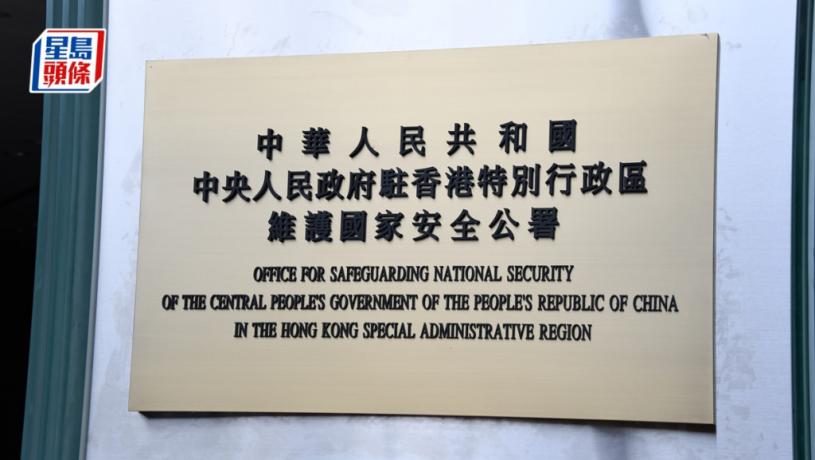 星島
頭條
中華人民共和國
中央人民政府駐香港特別行政區
維護國家安全公署
OFFICE FOR SAFEGUARDING NATIONAL SECURITY
OF THE CENTRAL PEOPLE'S GOVERNMENT OF THE PEOPLE'S REPUBLIC OF CHINA
IN THE HONG KONG SPECIAL ADMINISTRATIVE REGION